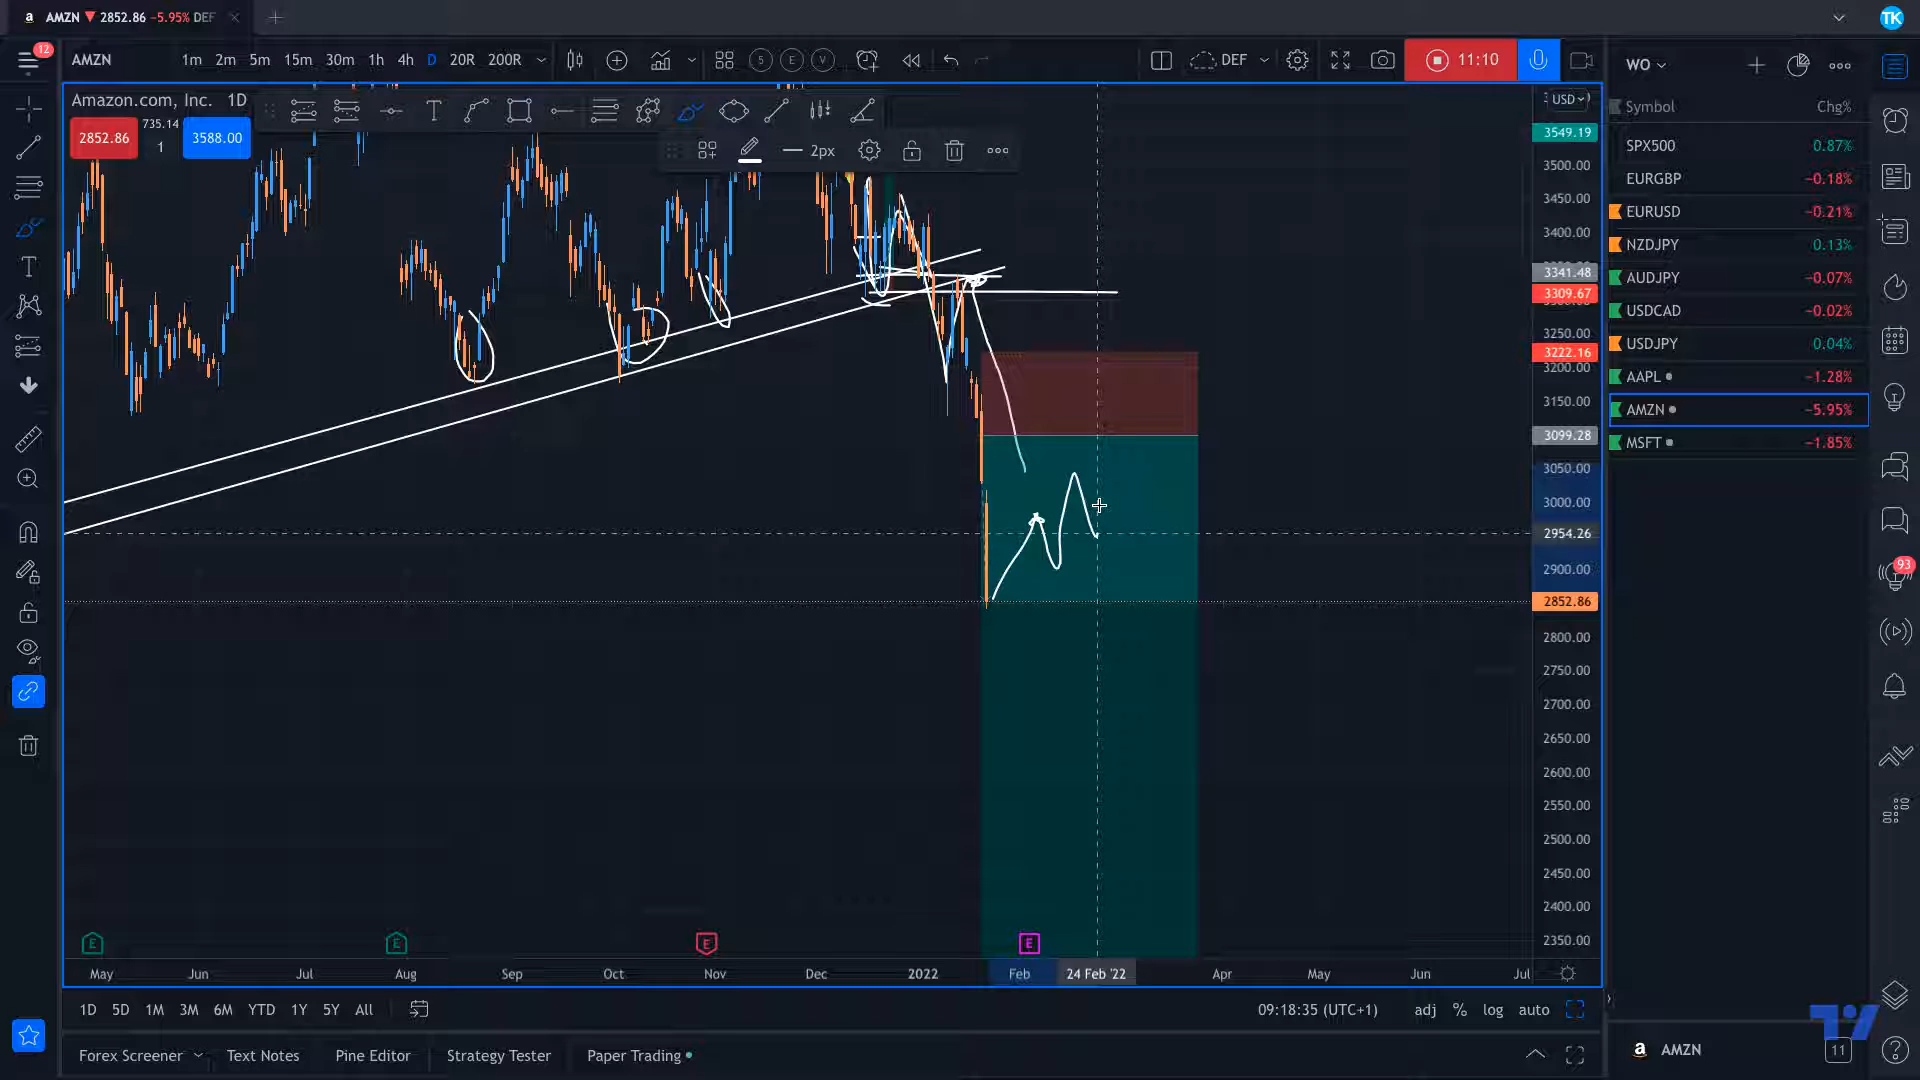 AMZN ▼ 2852.86 −5.95% DEF
TK
12
AMZN
1m 2m 5m 15m 30m 1h 4h D 20R 200R
S E V
DEF
11:10
WO
Amazon.com, Inc. 1D
2852.86
735.14
1
3588.00
2px
USD
3549.19
3500.00
3450.00
3400.00
3341.48
3309.67
3250.00
3222.16
3200.00
3150.00
3099.28
3050.00
3000.00
2954.26
2900.00
2852.86
2800.00
2750.00
2700.00
2650.00
2600.00
2550.00
2500.00
2450.00
2400.00
2350.00
Symbol Chg%
SPX500 0.87%
EURGBP −0.18%
EURUSD −0.21%
NZDJPY 0.13%
AUDJPY −0.07%
USDCAD −0.02%
USDJPY 0.04%
AAPL −1.28%
AMZN −5.95%
MSFT −1.85%
93
E E E E
May Jun Jul Aug Sep Oct Nov Dec 2022 Feb 24 Feb '22 Apr May Jun Jul
1D 5D 1M 3M 6M YTD 1Y 5Y All
09:18:35 (UTC+1) adj % log auto
Forex Screener Text Notes Pine Editor Strategy Tester Paper Trading
AMZN
11